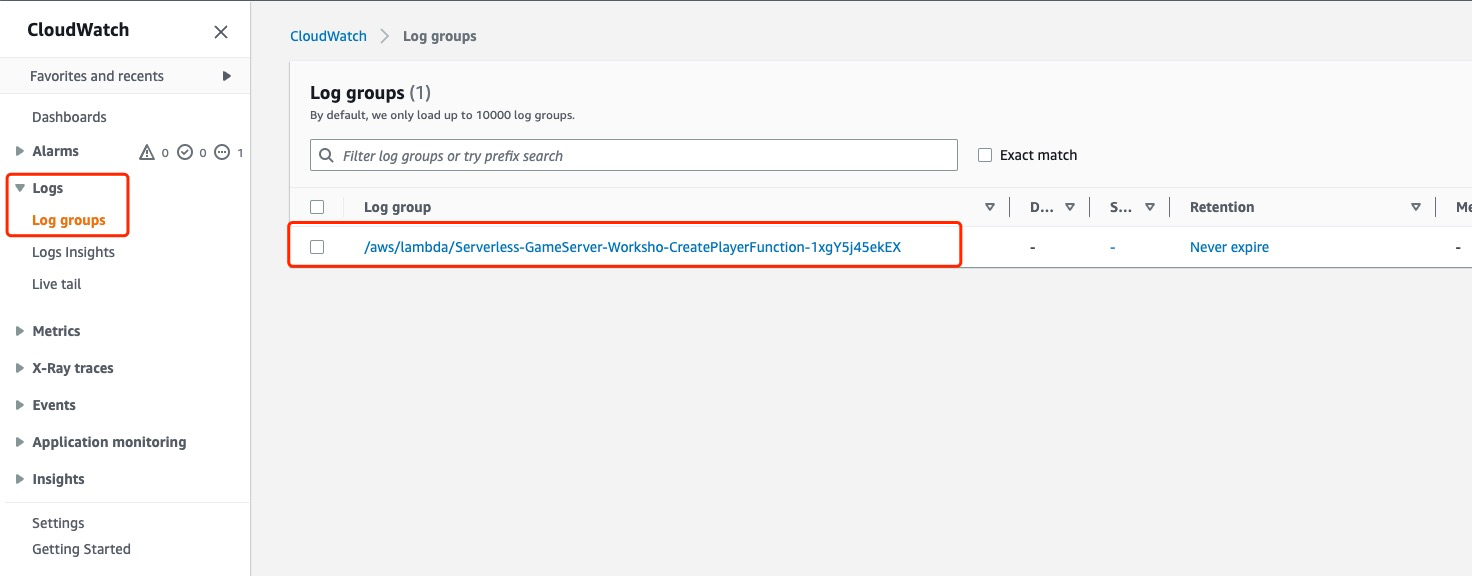 CloudWatch
Favorites and recents
Dashboards
Alarms 0 0 1
Logs
Log groups
Logs Insights
Live tail
Metrics
X-Ray traces
Events
Application monitoring
Insights
Settings
Getting Started
CloudWatch Log groups
Log groups (1)
By default, we only load up to 10000 log groups.
Filter log groups or try prefix search Exact match
Log group D... S... Retention Me
/aws/lambda/Serverless-GameServer-Worksho-CreatePlayerFunction-1xgY5j45ekEX - - Never expire -